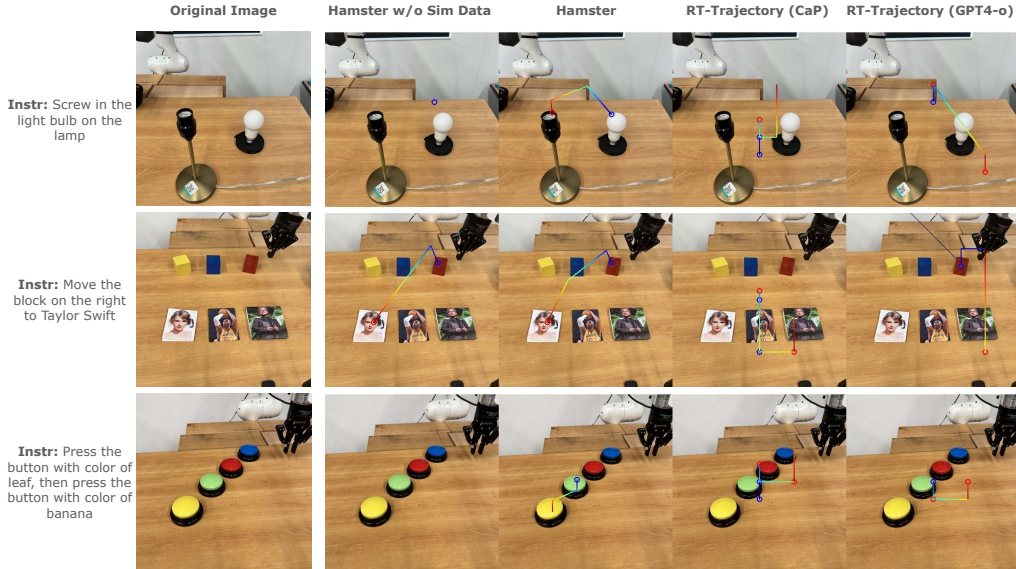 Original Image
Hamster w/o Sim Data
Hamster
RT-Trajectory (CaP)
RT-Trajectory (GPT4-o)
Instr: Screw in the
light bulb on the
lamp
Instr: Move the
block on the right
to Taylor Swift
Instr: Press the
button with color of
leaf, then press the
button with color of
banana